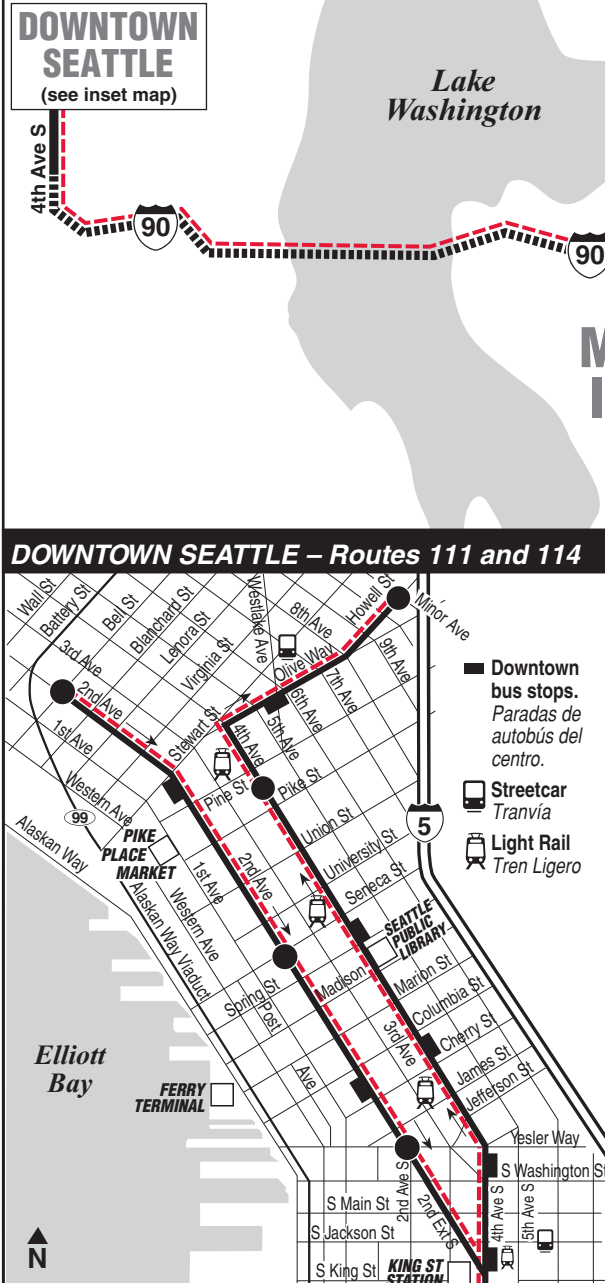 DOWNTOWN
SEATTLE
(see inset map)
Lake
Washington
4th Ave S
90
90
M
I
DOWNTOWN SEATTLE – Routes 111 and 114
Wall St
Battery St
Bell St
Blanchard St
Lenora St
Virginia St
Westlake Ave
8th Ave
Howell St
Minor Ave
3rd Ave
2nd Ave
1st Ave
Western Ave
Stewart St
Olive Way
9th Ave
7th Ave
6th Ave
5th Ave
4th Ave
Downtown
bus stops.
Paradas de
autobús del
centro.
Streetcar
Tranvía
Light Rail
Tren Ligero
99
Alaskan Way
PIKE
PLACE
MARKET
Pine St
Pike St
Union St
University St
Seneca St
5
1st Ave
2nd Ave
Western Ave
Alaskan Way Viaduct
SEATTLE
PUBLIC
LIBRARY
Spring St
Post
Ave
Madison
Marion St
Columbia St
Cherry St
3rd Ave
James St
Jefferson St
Elliott
Bay
FERRY
TERMINAL
Yesler Way
S Washington St
2nd Ave S
2nd Ext S
4th Ave S
5th Ave S
S Main St
S Jackson St
S King St
KING ST
STATION
N